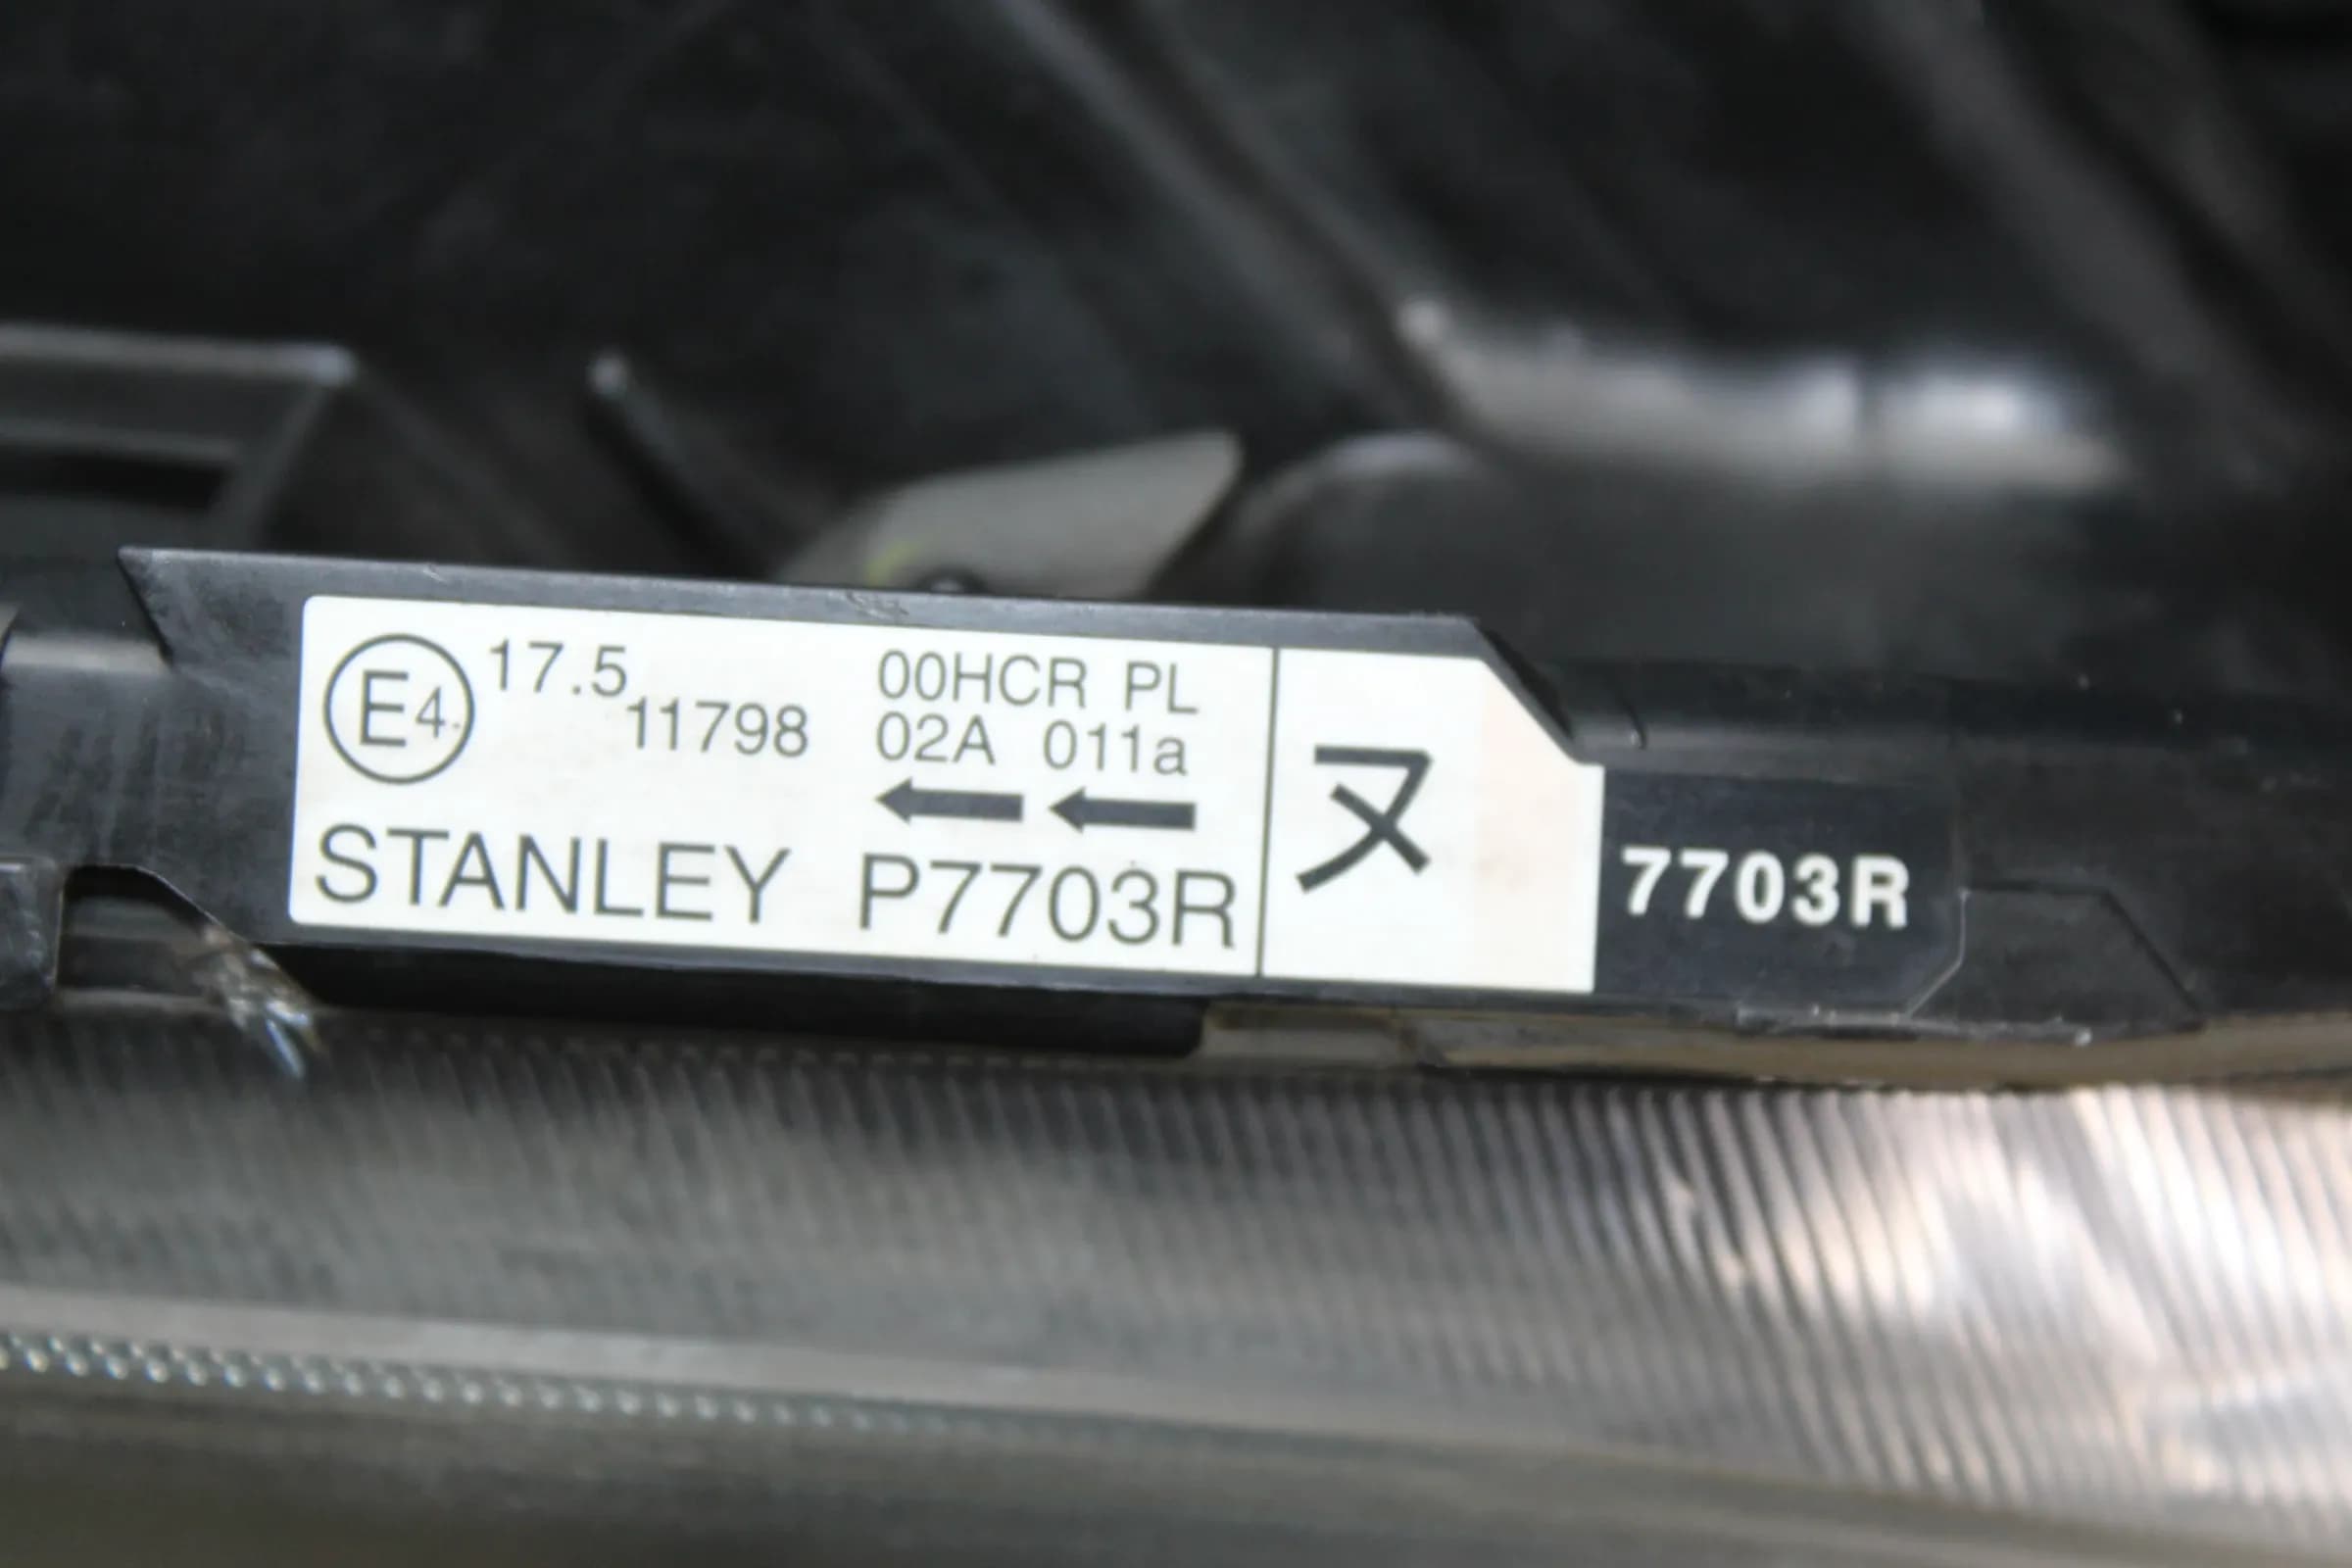 E4 17.5 11798
00HCR PL
02A 011a
← ←
STANLEY P7703R
ヌ
7703R